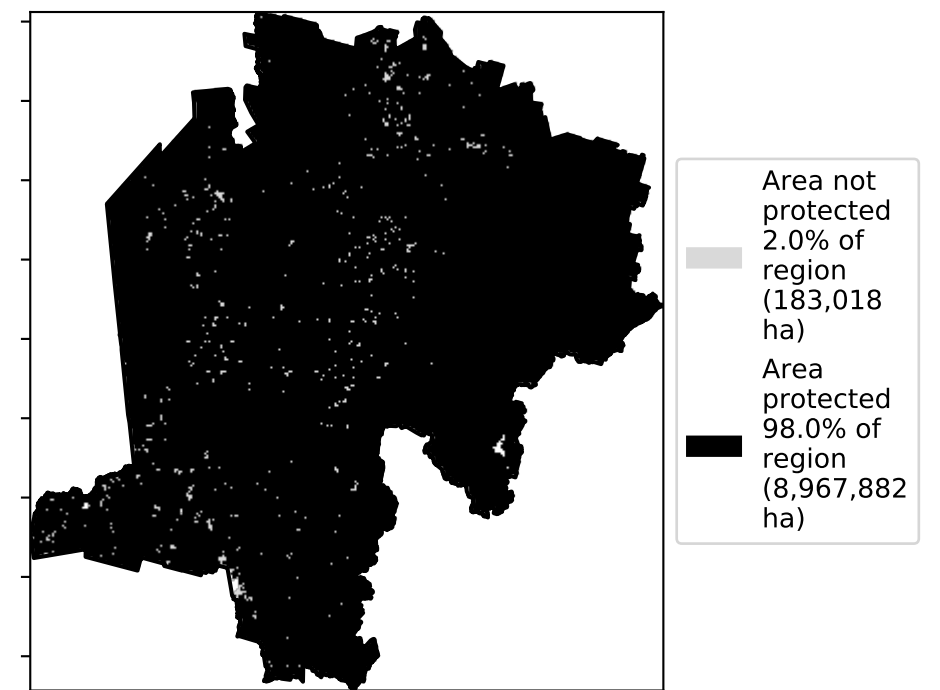 Area not
protected
2.0% of
region
(183,018
ha)
Area
protected
98.0% of
region
(8,967,882
ha)